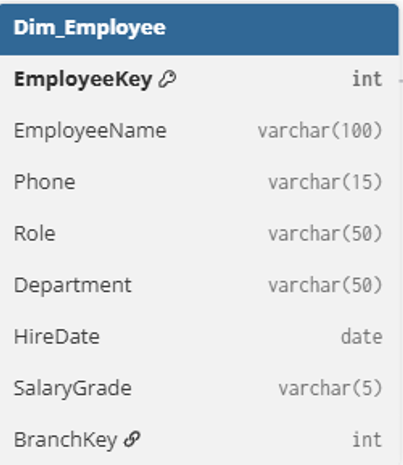 Dim_Employee
EmployeeKey int
EmployeeName varchar(100)
Phone varchar(15)
Role varchar(50)
Department varchar(50)
HireDate date
SalaryGrade varchar(5)
BranchKey int